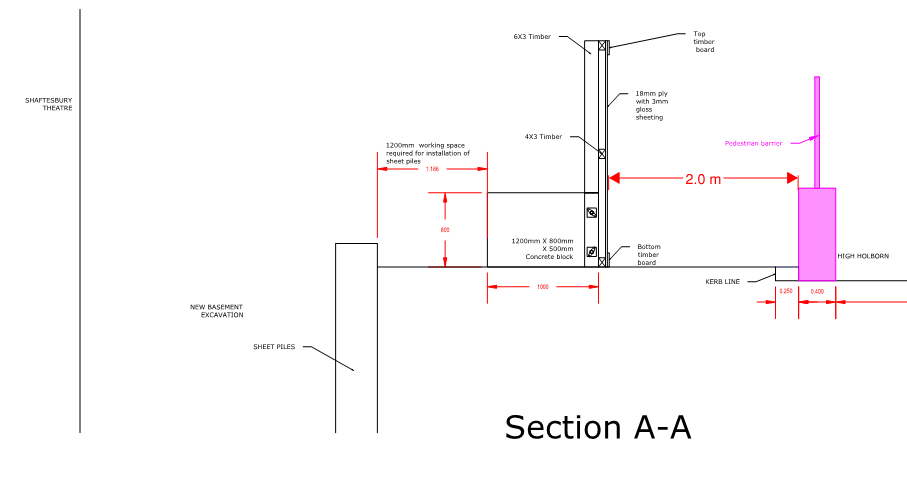 6X3 Timber
Top
timber
board
SHAFTESBURY
THEATRE
18mm ply
with 3mm
gloss
sheeting
4X3 Timber
Pedestrian barrier
1200mm working space
required for installation of
sheet piles
1.186
2.0 m
800
1200mm X 800mm
X 500mm
Concrete block
Bottom
timber
board
HIGH HOLBORN
KERB LINE
1000
0.250
0.400
NEW BASEMENT
EXCAVATION
SHEET PILES
Section A-A